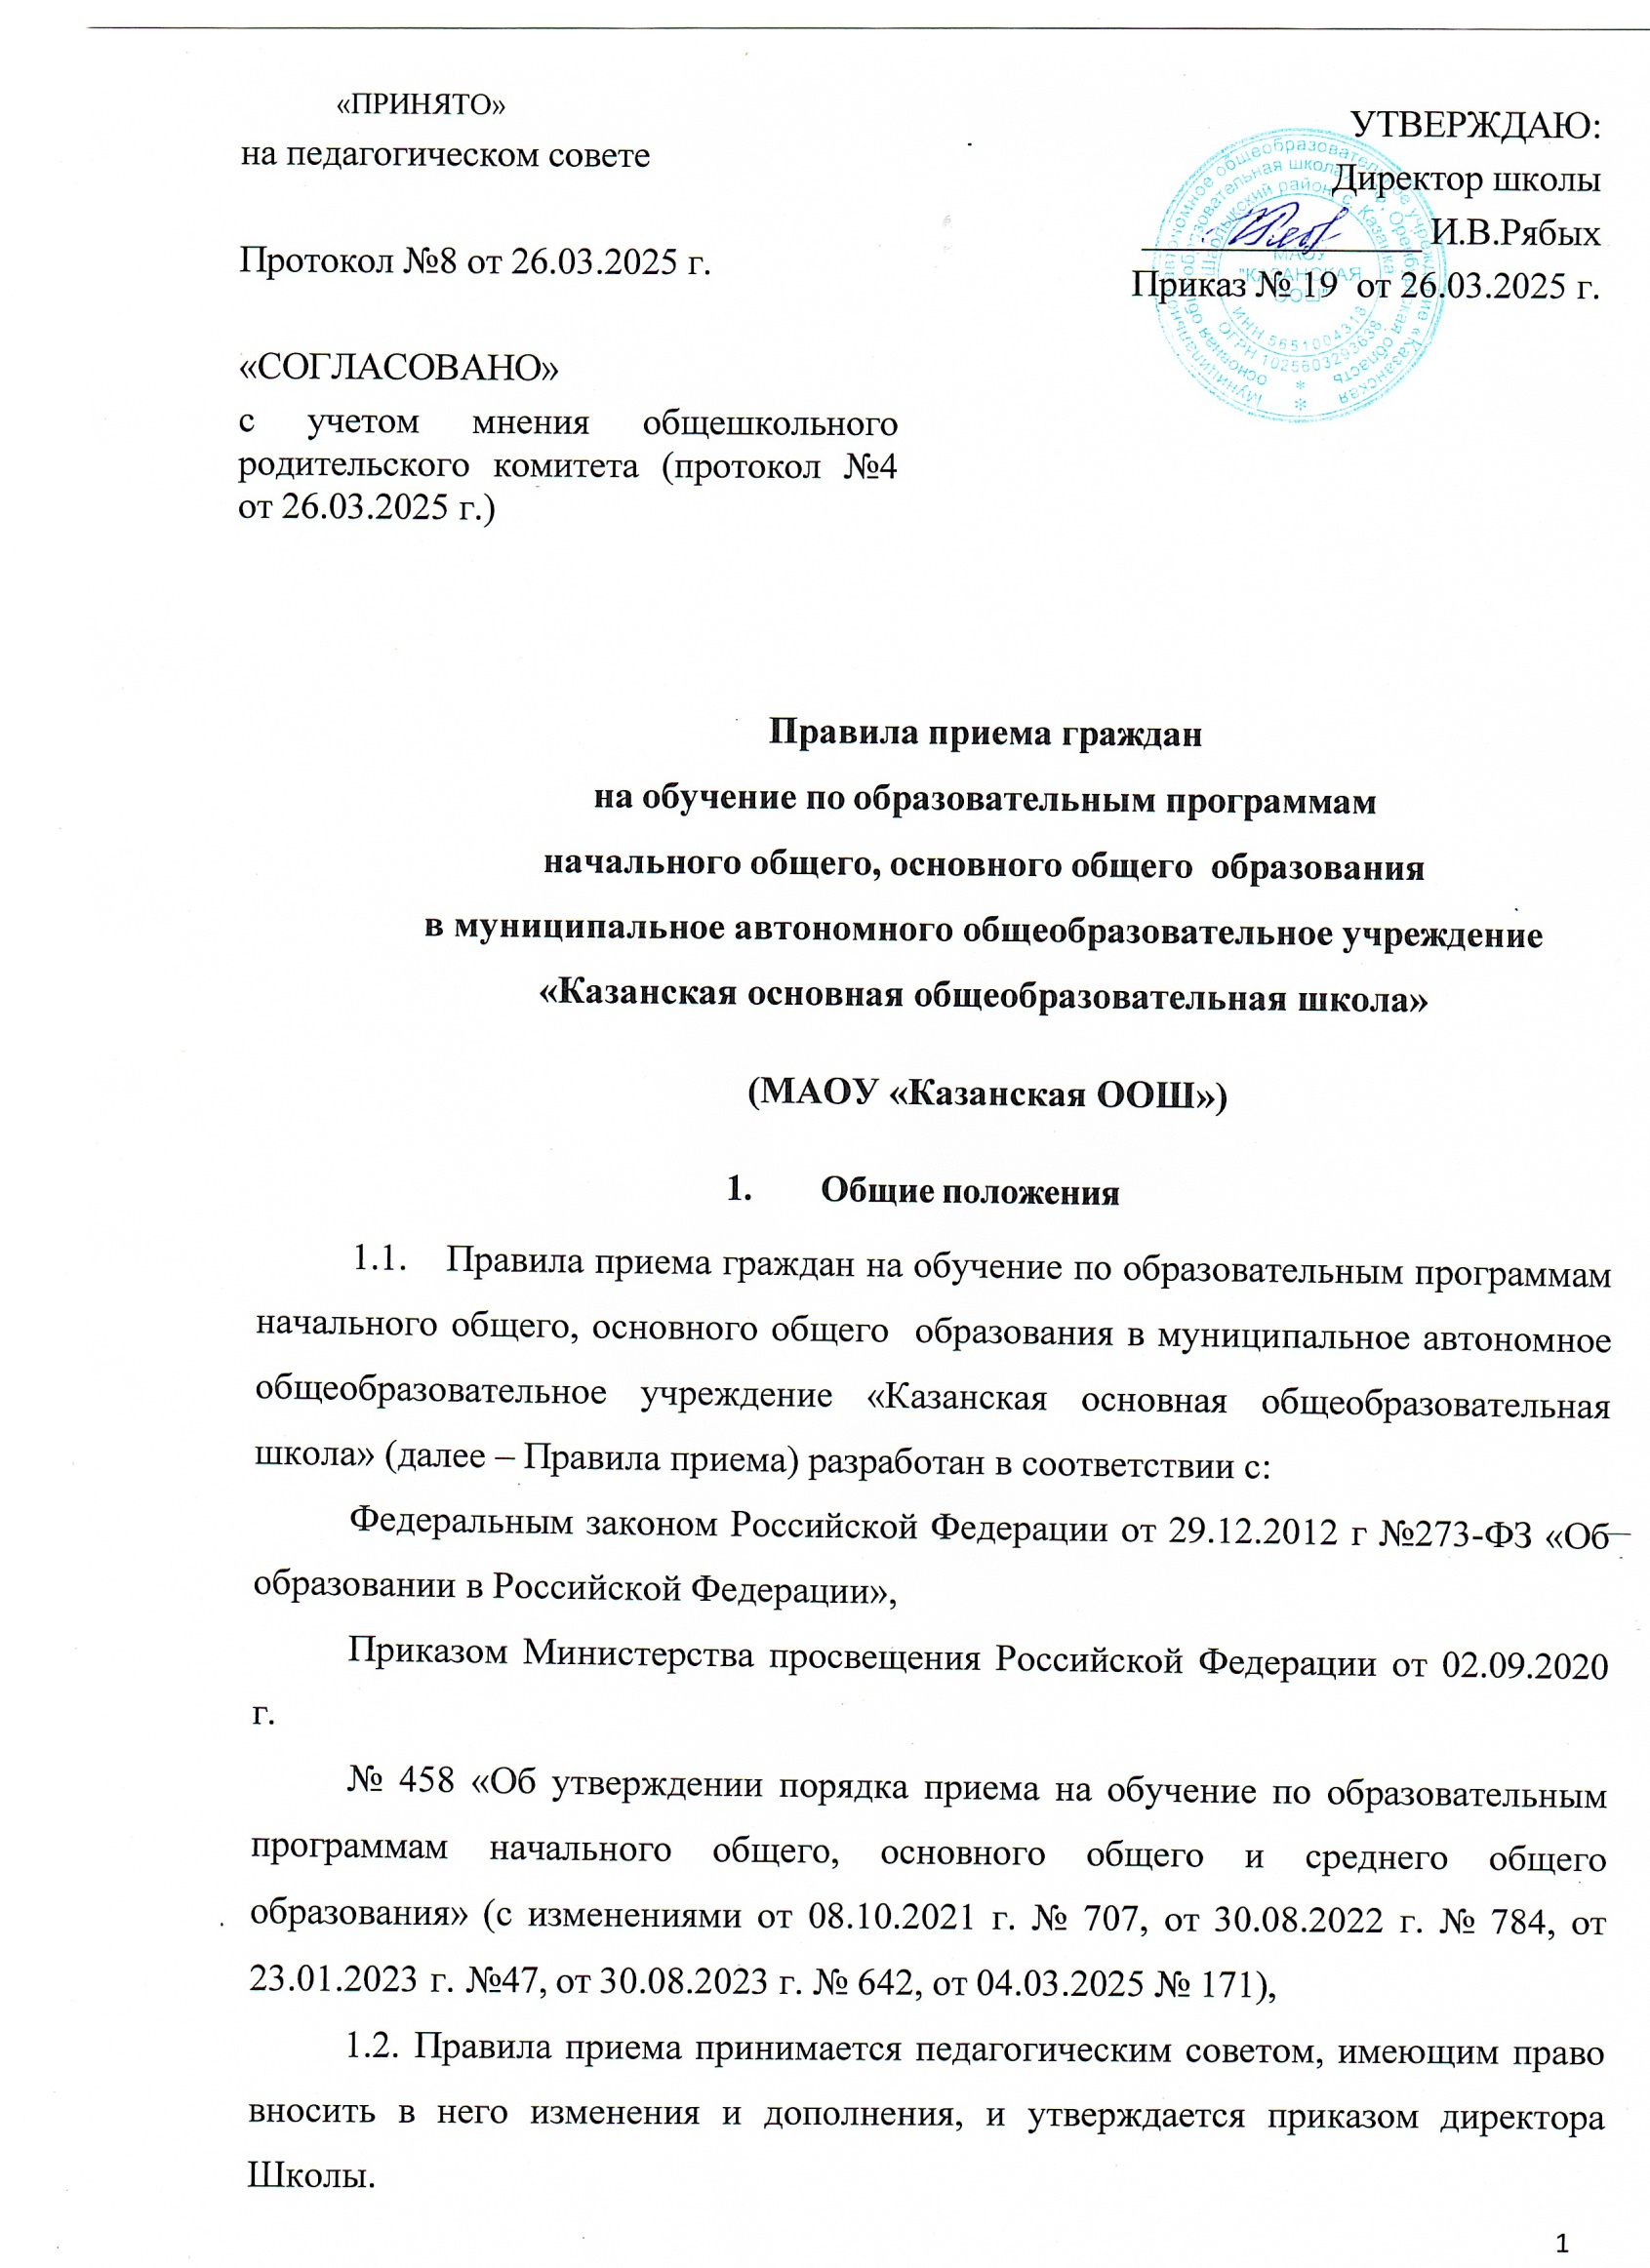 «ПРИНЯТО»
на педагогическом совете
Протокол №8 от 26.03.2025 г.
«СОГЛАСОВАНО»
с учетом мнения общешкольного
родительского комитета (протокол №4
от 26.03.2025 г.)
УТВЕРЖДАЮ:
Директор школы
И.В.Рябых
Приказ № 19 от 26.03.2025 г.
МАОУ
"КАЗАНСКАЯ
ООШ"
ИНН 5651004318
ОГРН 1025603293638
Правила приема граждан
на обучение по образовательным программам
начального общего, основного общего образования
в муниципальное автономного общеобразовательное учреждение
«Казанская основная общеобразовательная школа»
(МАОУ «Казанская ООШ»)
1. Общие положения
1.1. Правила приема граждан на обучение по образовательным программам
начального общего, основного общего образования в муниципальное автономное
общеобразовательное учреждение «Казанская основная общеобразовательная
школа» (далее – Правила приема) разработан в соответствии с:
Федеральным законом Российской Федерации от 29.12.2012 г №273-ФЗ «Об
образовании в Российской Федерации»,
Приказом Министерства просвещения Российской Федерации от 02.09.2020
г.
№ 458 «Об утверждении порядка приема на обучение по образовательным
программам начального общего, основного общего и среднего общего
образования» (с изменениями от 08.10.2021 г. № 707, от 30.08.2022 г. № 784, от
23.01.2023 г. №47, от 30.08.2023 г. № 642, от 04.03.2025 № 171),
1.2. Правила приема принимается педагогическим советом, имеющим право
вносить в него изменения и дополнения, и утверждается приказом директора
Школы.
1